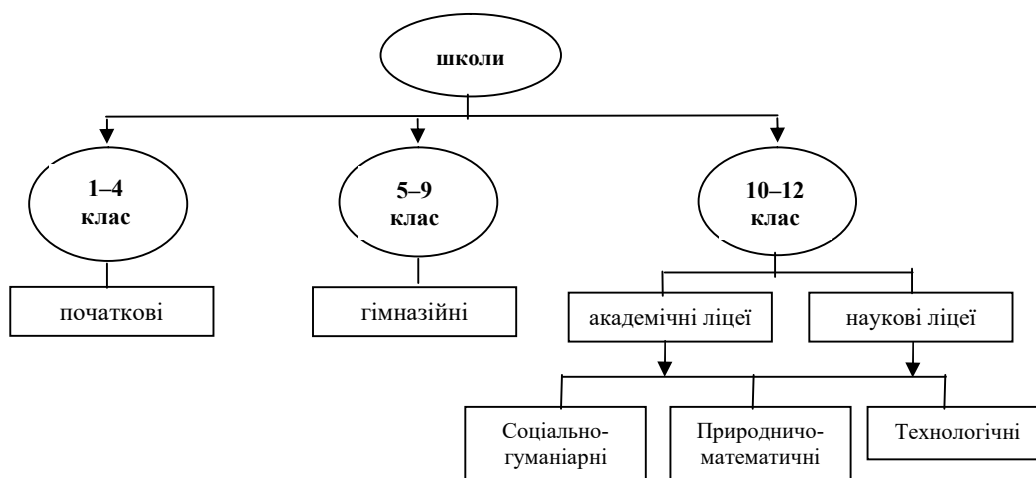 школи
1–4
клас
5–9
клас
10–12
клас
початкові
гімназійні
академічні ліцеї
наукові ліцеї
Соціально-
гуманіарні
Природничо-
математичні
Технологічні